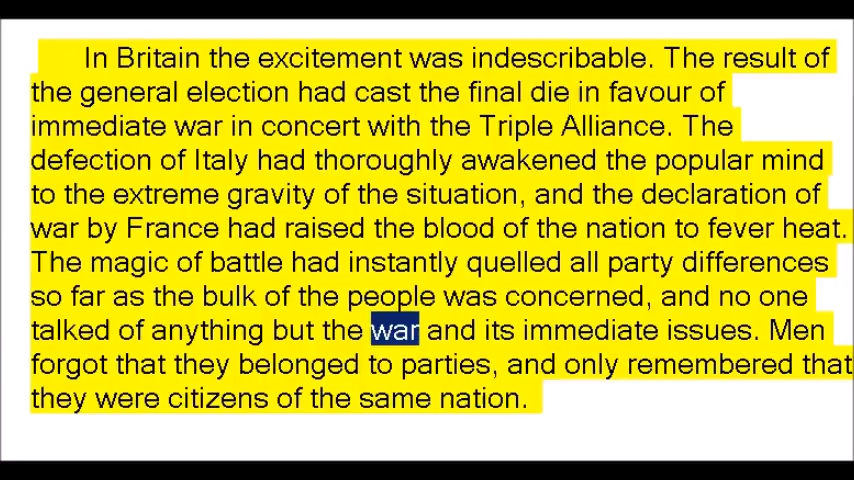 In Britain the excitement was indescribable. The result of
the general election had cast the final die in favour of
immediate war in concert with the Triple Alliance. The
defection of Italy had thoroughly awakened the popular mind
to the extreme gravity of the situation, and the declaration of
war by France had raised the blood of the nation to fever heat.
The magic of battle had instantly quelled all party differences
so far as the bulk of the people was concerned, and no one
talked of anything but the war and its immediate issues. Men
forgot that they belonged to parties, and only remembered that
they were citizens of the same nation.